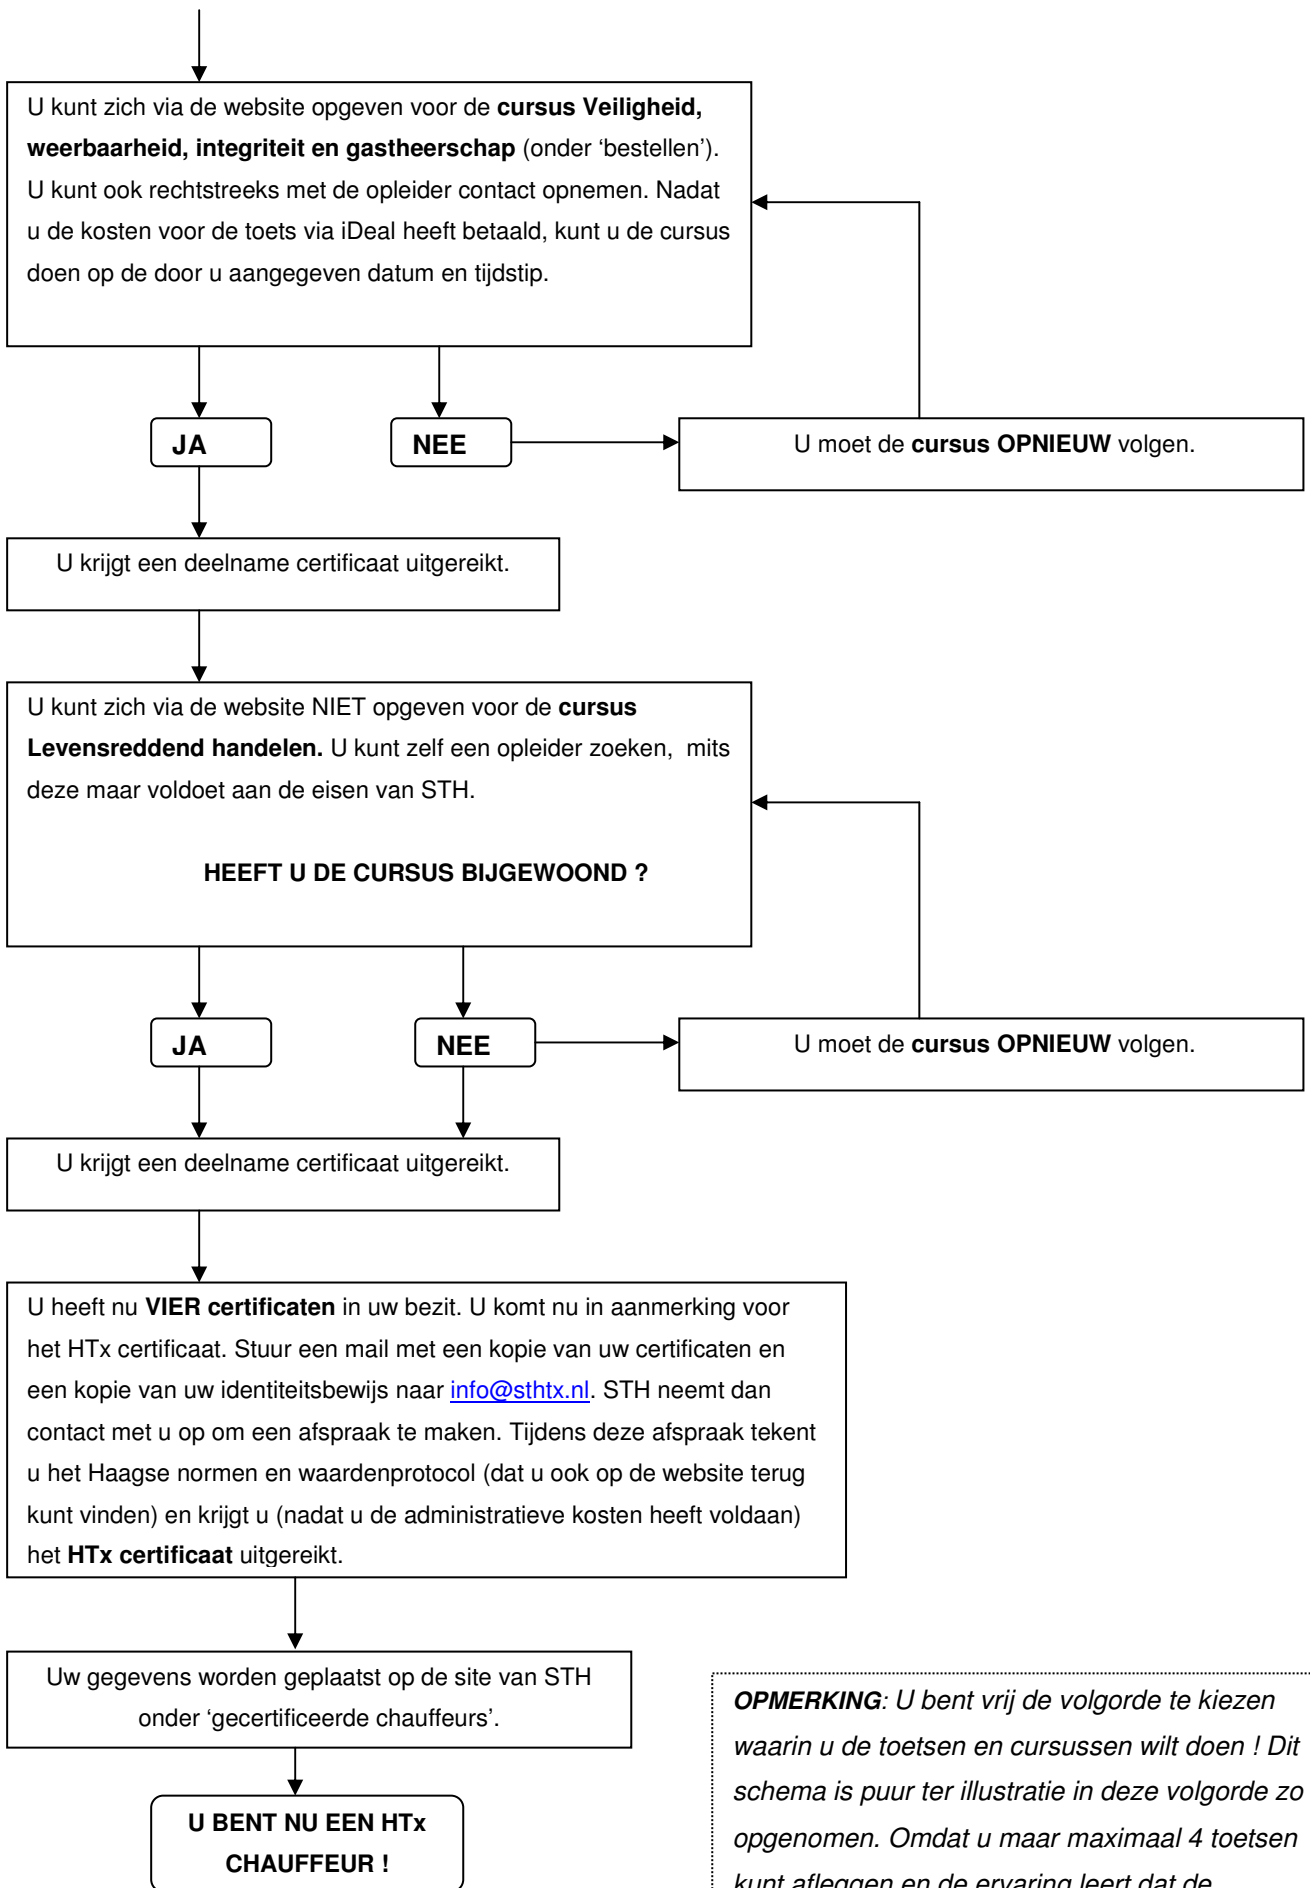 U kunt zich via de website opgeven voor de cursus Veiligheid,
weerbaarheid, integriteit en gastheerschap (onder ‘bestellen’).
U kunt ook rechtstreeks met de opleider contact opnemen. Nadat
u de kosten voor de toets via iDeal heeft betaald, kunt u de cursus
doen op de door u aangegeven datum en tijdstip.
JA
NEE
U moet de cursus OPNIEUW volgen.
U krijgt een deelname certificaat uitgereikt.
U kunt zich via de website NIET opgeven voor de cursus
Levensreddend handelen. U kunt zelf een opleider zoeken, mits
deze maar voldoet aan de eisen van STH.
HEEFT U DE CURSUS BIJGEWOOND ?
JA
NEE
U moet de cursus OPNIEUW volgen.
U krijgt een deelname certificaat uitgereikt.
U heeft nu VIER certificaten in uw bezit. U komt nu in aanmerking voor
het HTx certificaat. Stuur een mail met een kopie van uw certificaten en
een kopie van uw identiteitsbewijs naar info@sthtx.nl. STH neemt dan
contact met u op om een afspraak te maken. Tijdens deze afspraak tekent
u het Haagse normen en waardenprotocol (dat u ook op de website terug
kunt vinden) en krijgt u (nadat u de administratieve kosten heeft voldaan)
het HTx certificaat uitgereikt.
Uw gegevens worden geplaatst op de site van STH
onder ‘gecertificeerde chauffeurs’.
U BENT NU EEN HTx
CHAUFFEUR !
OPMERKING: U bent vrij de volgorde te kiezen
waarin u de toetsen en cursussen wilt doen ! Dit
schema is puur ter illustratie in deze volgorde zo
opgenomen. Omdat u maar maximaal 4 toetsen
kunt afleggen en de ervaring leert dat de